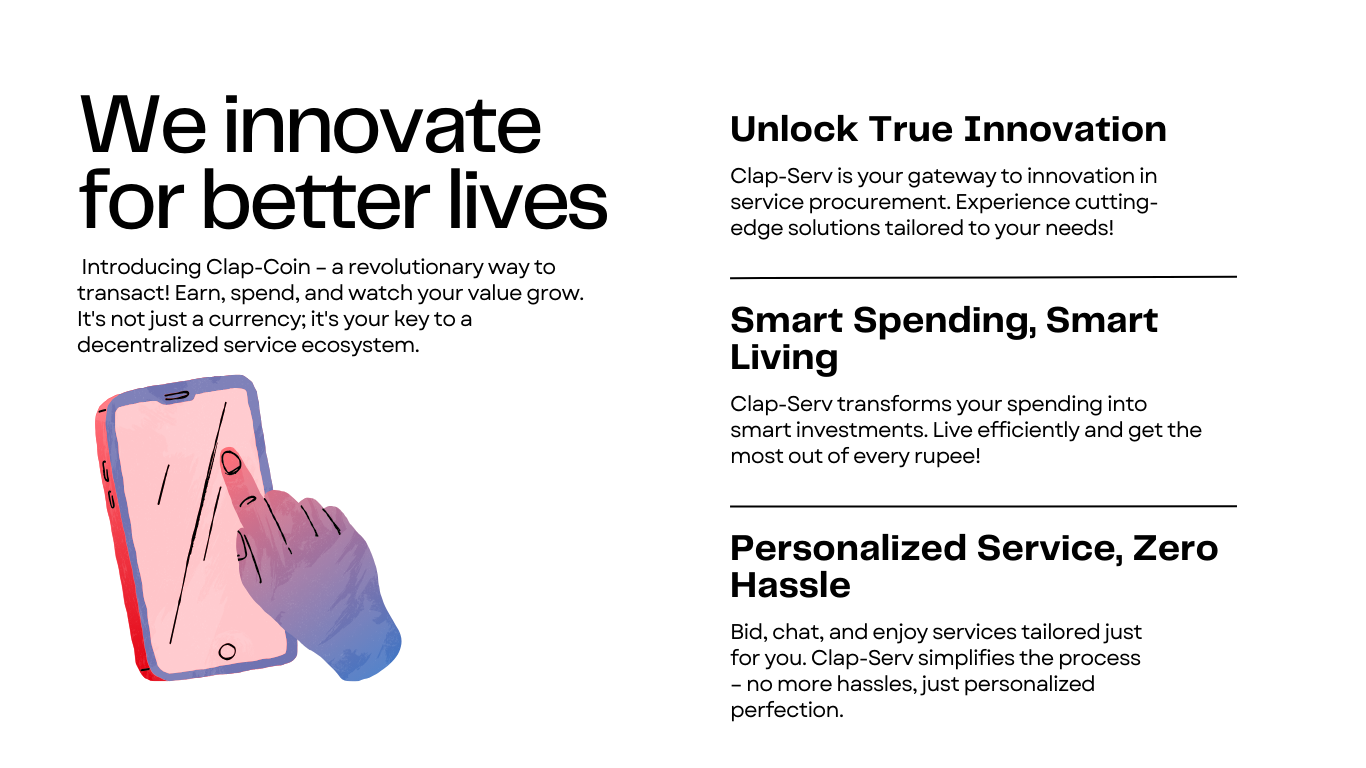 We innovate
for better lives
Introducing Clap-Coin – a revolutionary way to
transact! Earn, spend, and watch your value grow.
It's not just a currency; it's your key to a
decentralized service ecosystem.
Unlock True Innovation
Clap-Serv is your gateway to innovation in
service procurement. Experience cutting-
edge solutions tailored to your needs!
Smart Spending, Smart
Living
Clap-Serv transforms your spending into
smart investments. Live efficiently and get the
most out of every rupee!
Personalized Service, Zero
Hassle
Bid, chat, and enjoy services tailored just
for you. Clap-Serv simplifies the process
– no more hassles, just personalized
perfection.